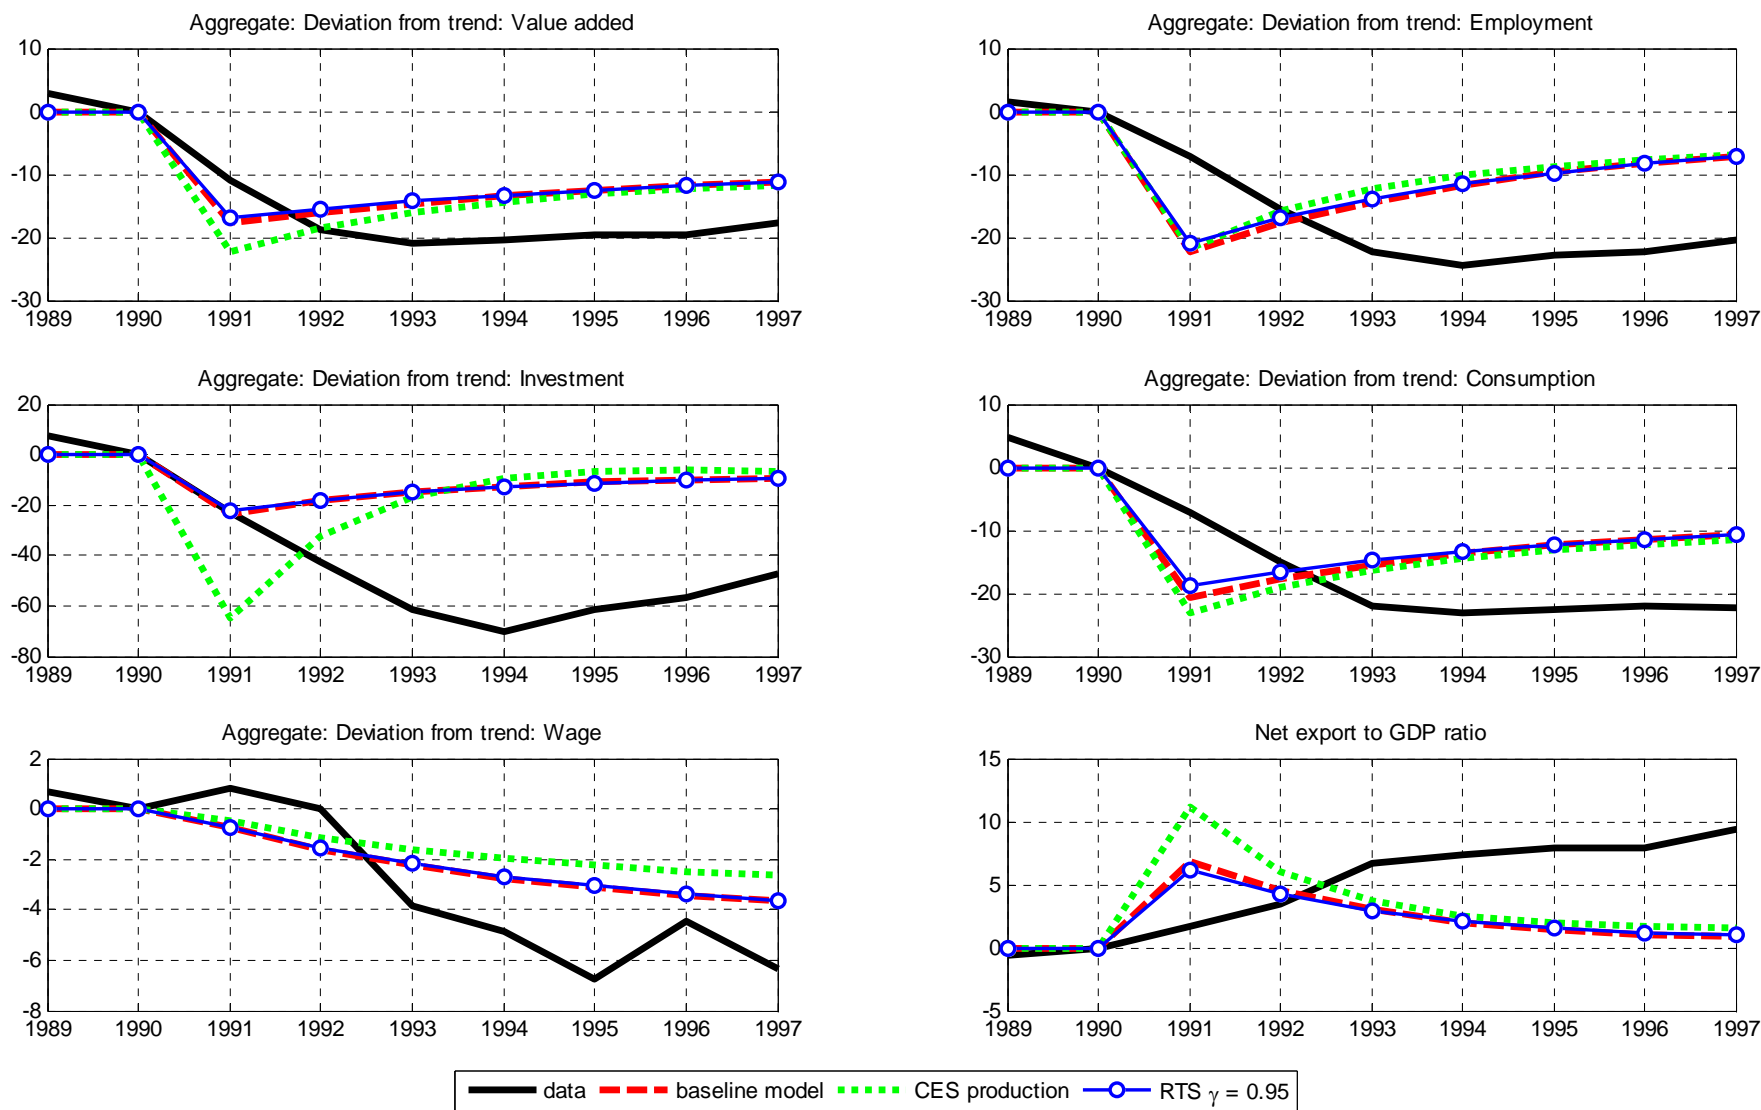 Aggregate: Deviation from trend: Value added
10
0
-10
-20
-30
1989 1990 1991 1992 1993 1994 1995 1996 1997
Aggregate: Deviation from trend: Employment
10
0
-10
-20
-30
1989 1990 1991 1992 1993 1994 1995 1996 1997
Aggregate: Deviation from trend: Investment
20
0
-20
-40
-60
-80
1989 1990 1991 1992 1993 1994 1995 1996 1997
Aggregate: Deviation from trend: Consumption
10
0
-10
-20
-30
1989 1990 1991 1992 1993 1994 1995 1996 1997
Aggregate: Deviation from trend: Wage
2
0
-2
-4
-6
-8
1989 1990 1991 1992 1993 1994 1995 1996 1997
Net export to GDP ratio
15
10
5
0
-5
1989 1990 1991 1992 1993 1994 1995 1996 1997
data baseline model CES production RTS γ = 0.95